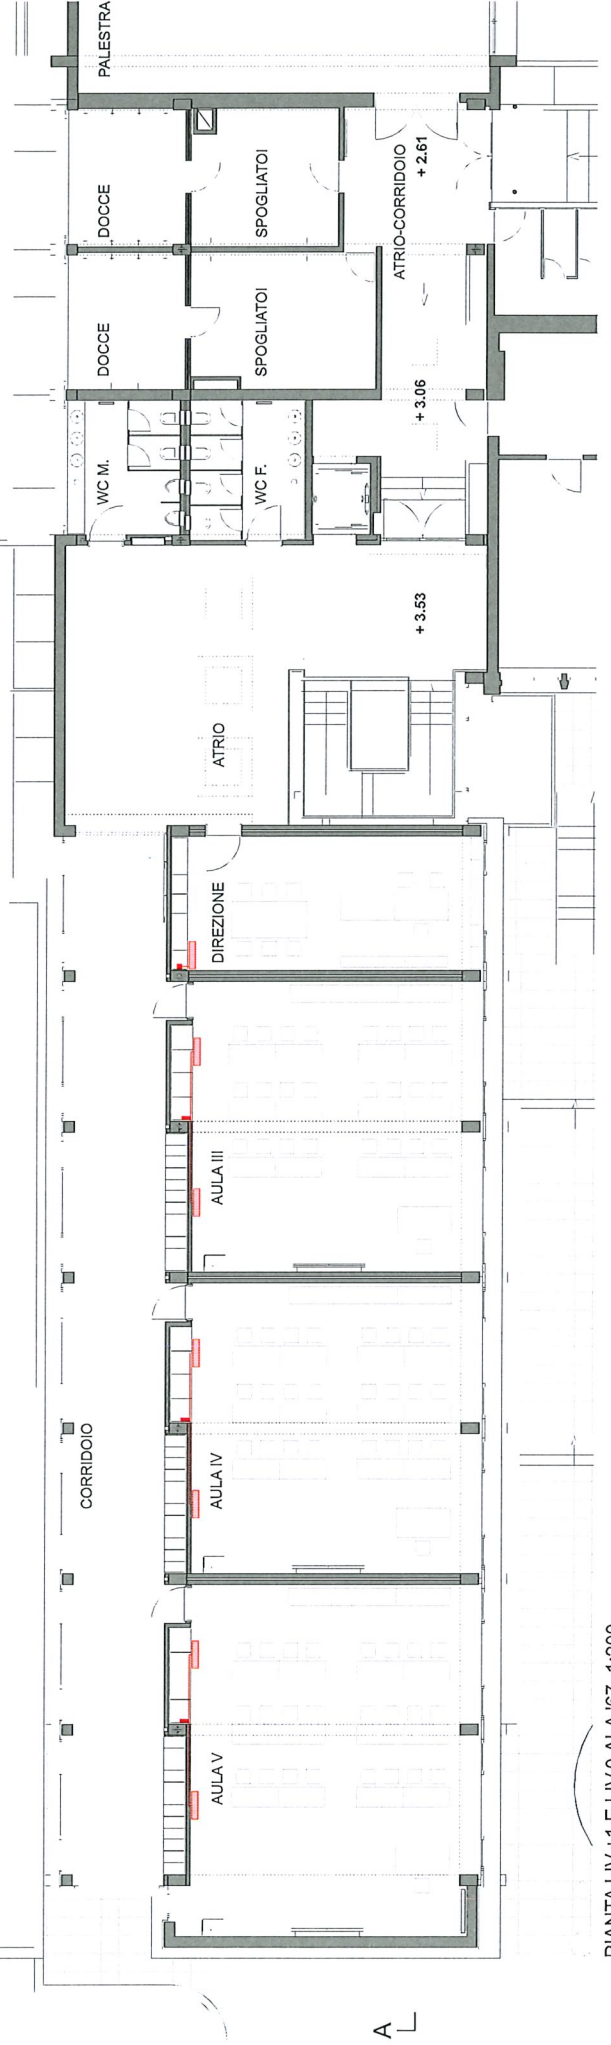 PALESTRA
DOCCE
SPOGLIATOI
ATRIO-CORRIDOIO
+ 2.61
DOCCE
SPOGLIATOI
+ 3.06
WC M.
WC F.
+ 3.53
ATRIO
DIREZIONE
AULA III
CORRIDOIO
AULA IV
AULA V
A